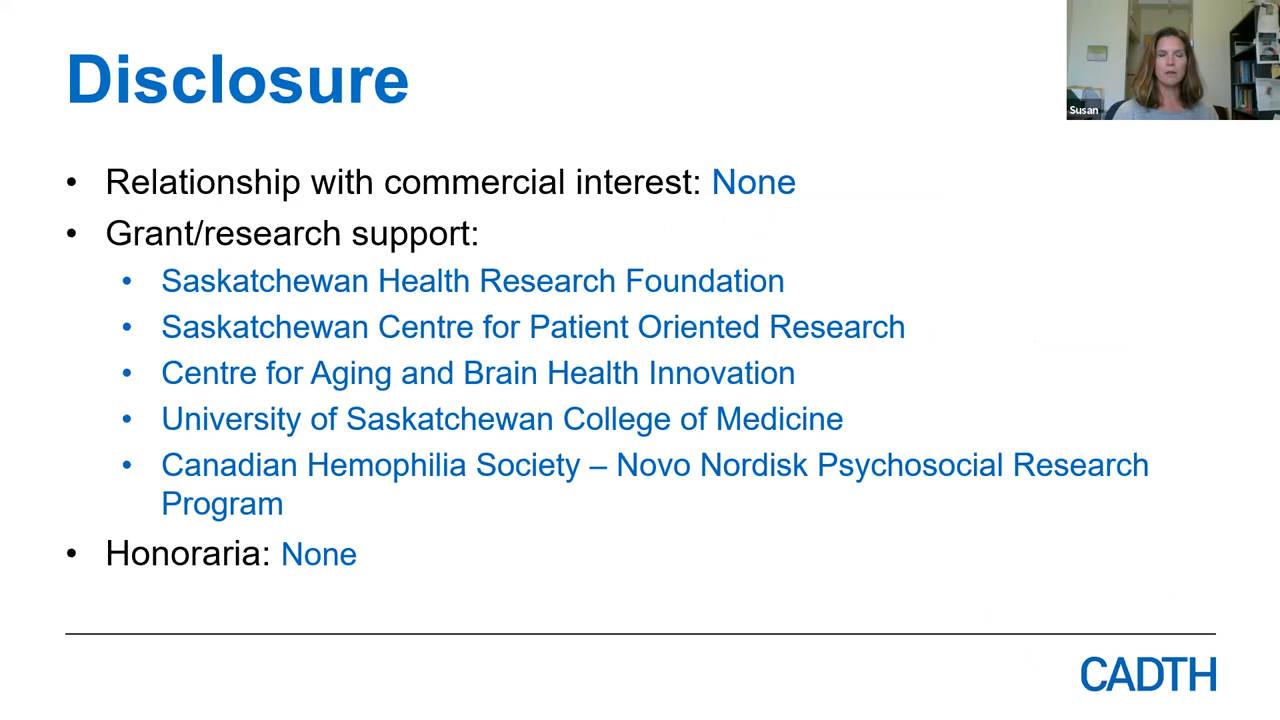 Disclosure
Susan
• Relationship with commercial interest: None
• Grant/research support:
• Saskatchewan Health Research Foundation
• Saskatchewan Centre for Patient Oriented Research
• Centre for Aging and Brain Health Innovation
• University of Saskatchewan College of Medicine
• Canadian Hemophilia Society – Novo Nordisk Psychosocial Research
Program
• Honoraria: None
CADTH